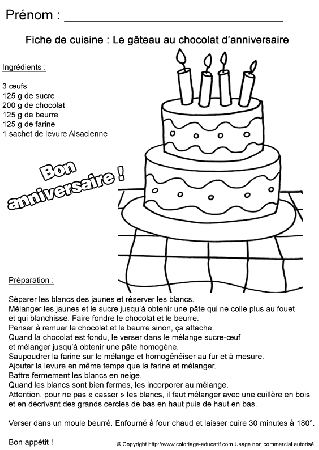 Prénom : ______________________________
Fiche de cuisine : Le gâteau au chocolat d'anniversaire
Ingrédients :
3 œufs
125 g de sucre
200 g de chocolat
125 g de beurre
125 g de farine
1 sachet de levure Alsacienne
Bon
anniversaire !
Préparation :
Séparer les blancs des jaunes et réserver les blancs.
Mélanger les jaunes et le sucre jusqu'à obtenir une pâte qui ne colle plus au fouet
et qui blanchisse. Faire fondre le chocolat et le beurre.
Penser à remuer le chocolat et le beurre sinon, ça attache
Quand la chocolat est fondu, le verser dans le mélange sucre-œuf
et mélanger jusqu'à obtenir une pâte homogène.
Saupoudrer la farine sur le mélange et homogénéiser au fur et à mesure.
Ajouter la levure en même temps que la farine et mélanger.
Battre fermement les blancs en neige.
Quand les blancs sont bien fermes, les incorporer au mélange.
Attention, pour ne pas « casser » les blancs, il faut mélanger avec une cuillère en bois
et en décrivant des grands cercles de bas en haut puis de haut en bas.
Verser dans un moule beurré. Enfourné à four chaud et laisser cuire 30 minutes à 180°.
Bon appétit !
© Copyright http://www.coloriage-educatif.com Usage non commercial autorisé